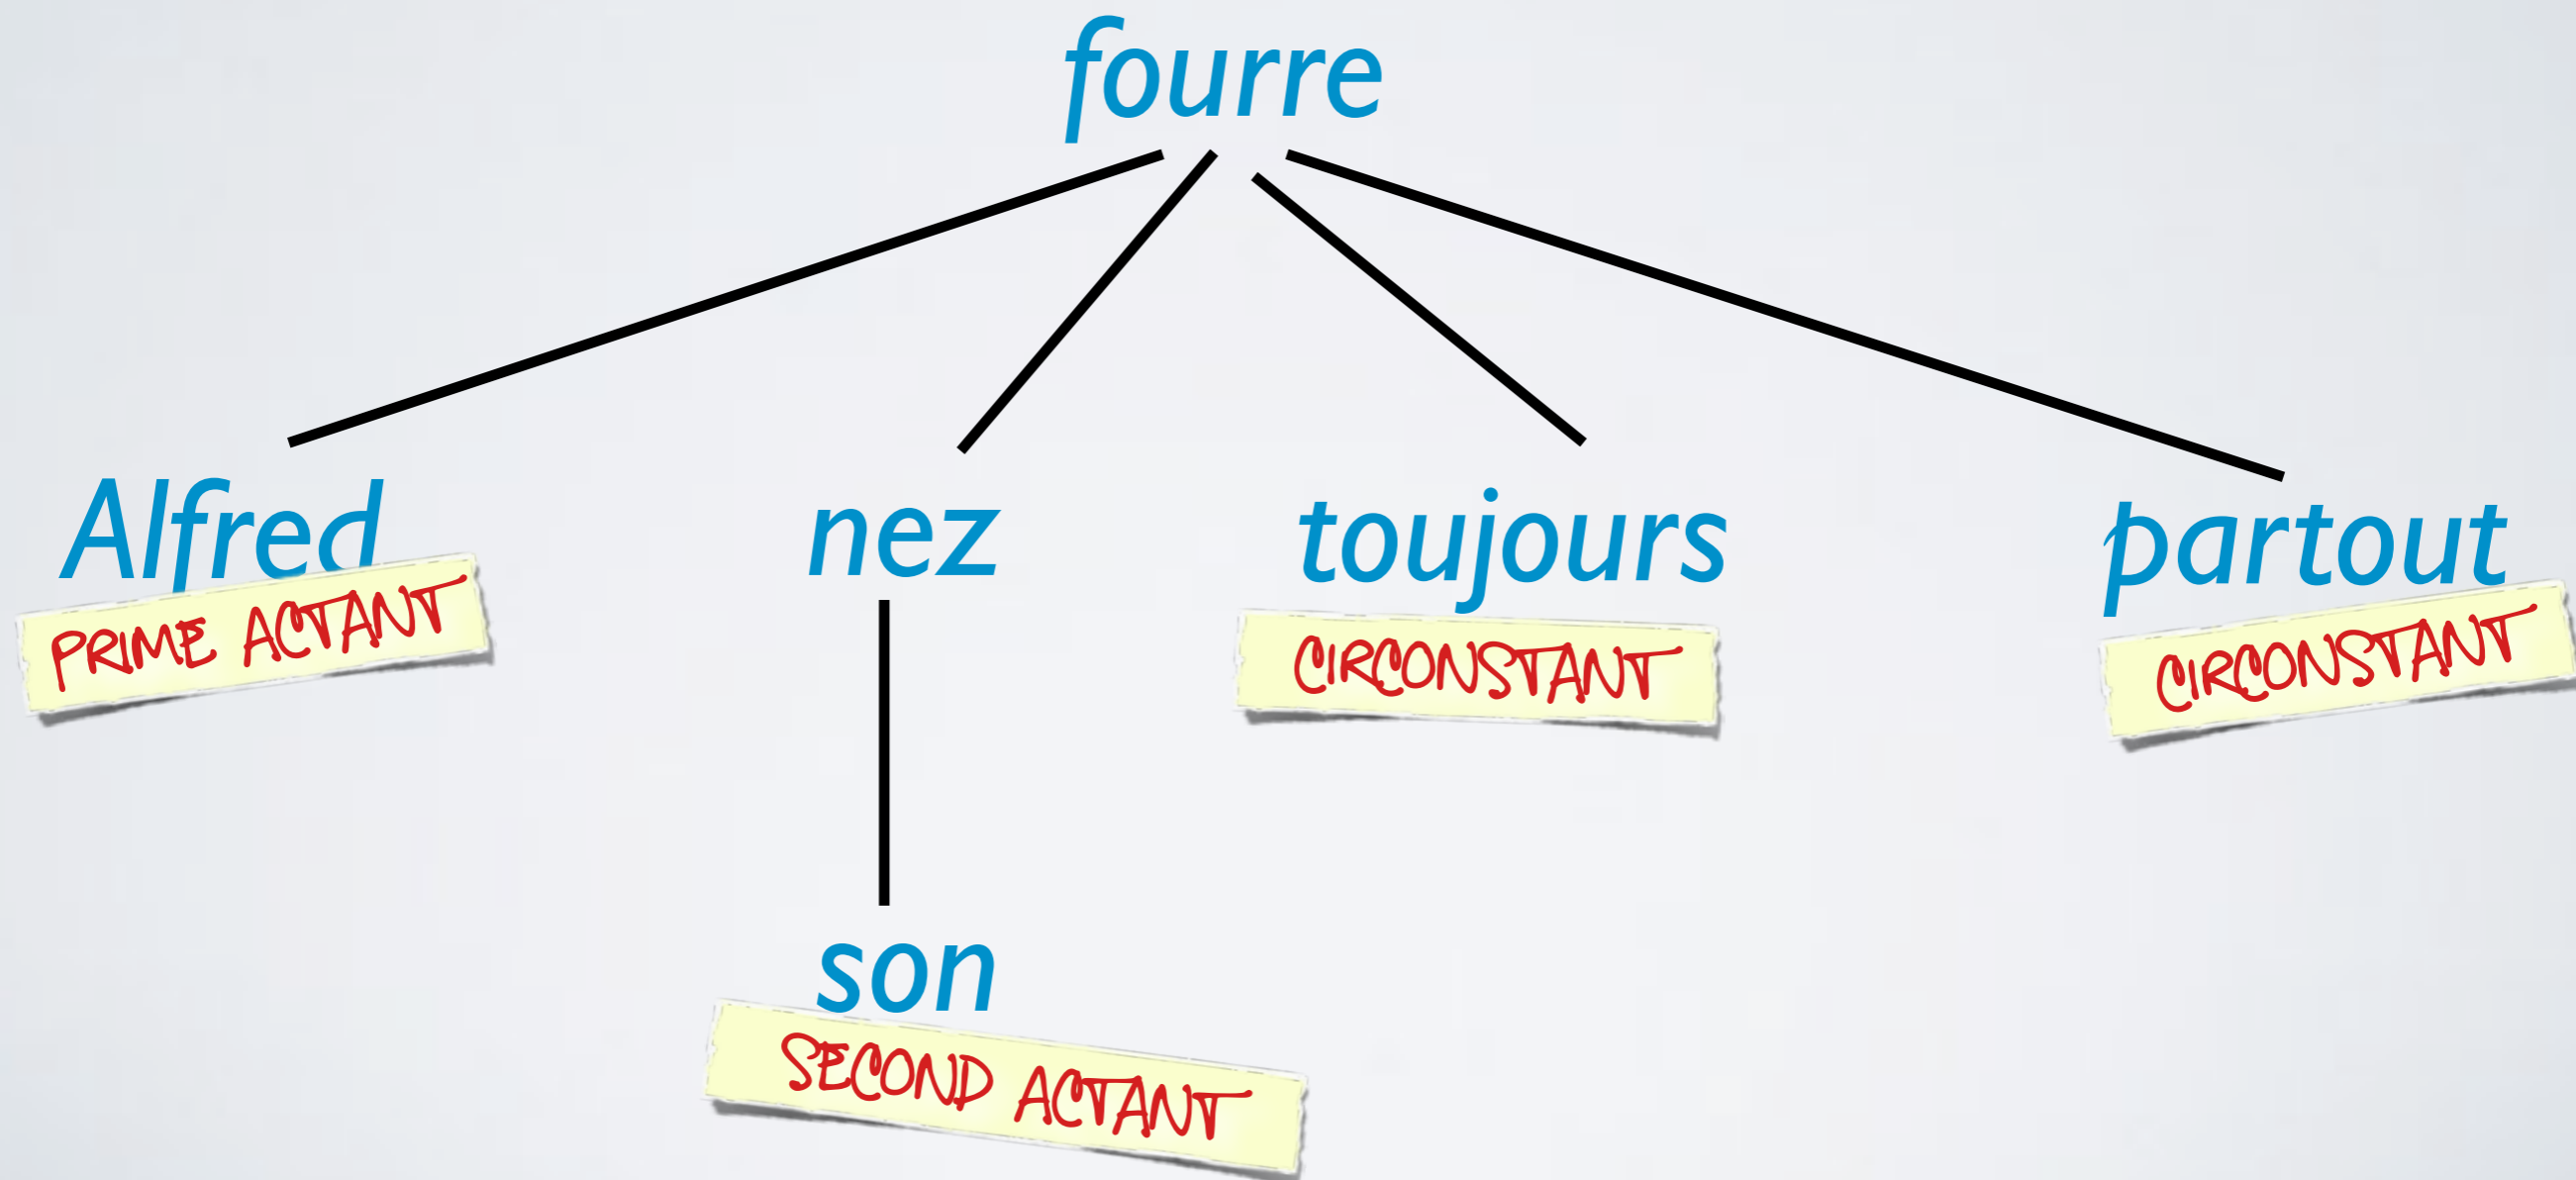 fourre
Alfred nez toujours partout
PRIME ACTANT CIRCONSTANT CIRCONSTANT
son
SECOND ACTANT